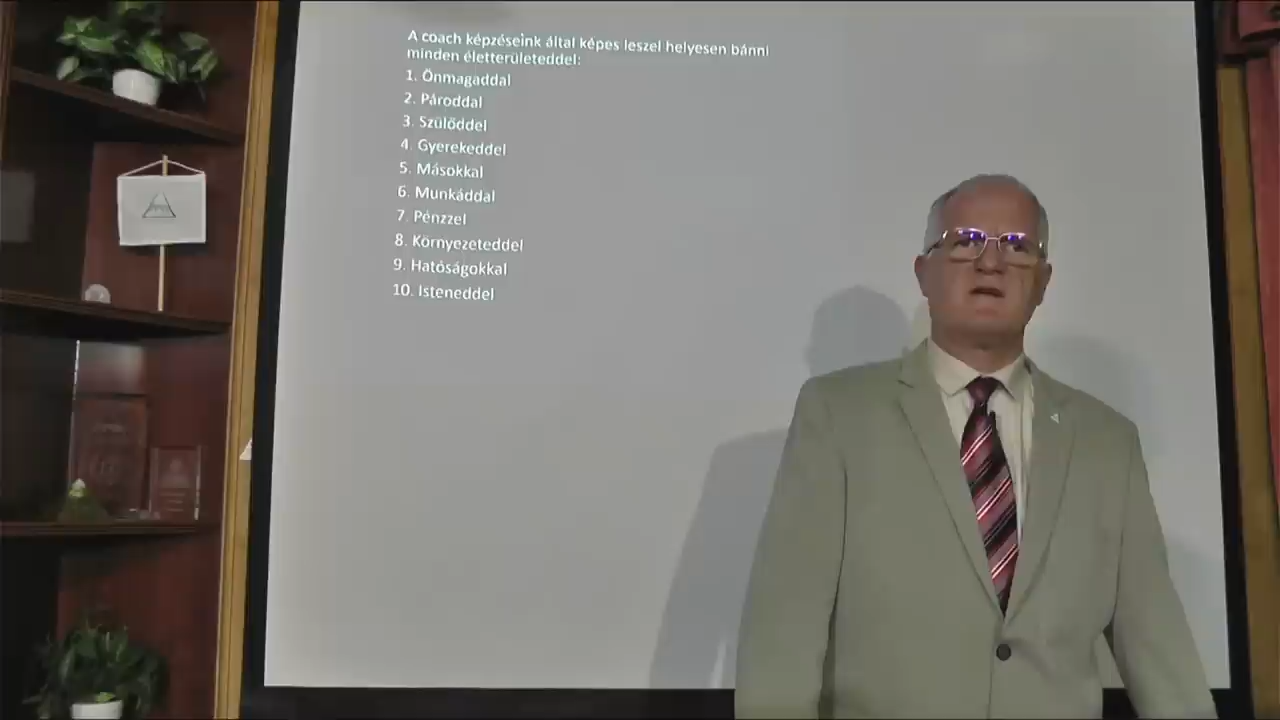 A coach képzéseink által képes leszel helyesen bánni
minden életterületeddel:
1. Önmagaddal
2. Pároddal
3. Szülőddel
4. Gyerekeddel
5. Másokkal
6. Munkáddal
7. Pénzzel
8. Környezeteddel
9. Hatóságokkal
10. Isteneddel